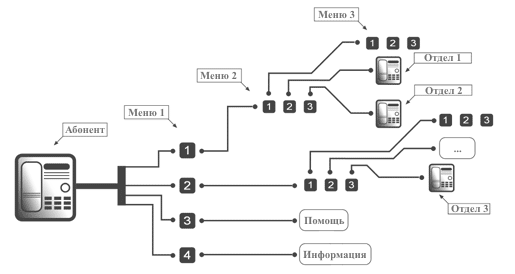 Меню 3
1 2 3
Отдел 1
Меню 2
1 2 3
Отдел 2
Меню 1
1 2 3
Абонент
1
...
2
1 2 3
Отдел 3
3
Помощь
4
Информация